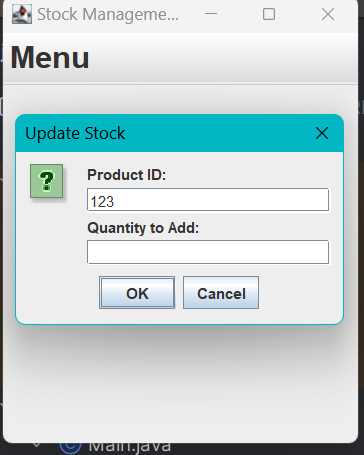 Stock Manageme...
Menu
Update Stock
Product ID:
123
Quantity to Add:
OK Cancel
Main.java